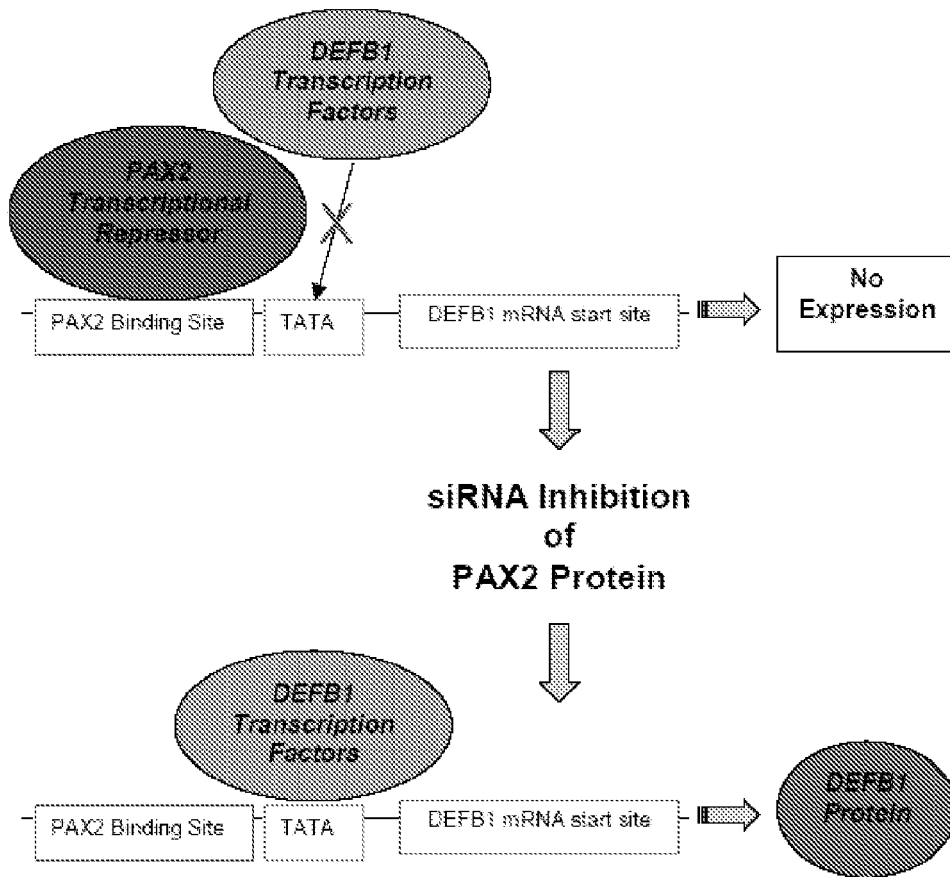 DEFB1
Transcription
Factors
PAX2
Transcriptional
Repressor
PAX2 Binding Site
TATA
DEFB1 mRNA start site
No
Expression
siRNA Inhibition
of
PAX2 Protein
DEFB1
Transcription
Factors
PAX2 Binding Site
TATA
DEFB1 mRNA start site
DEFB1
Protein